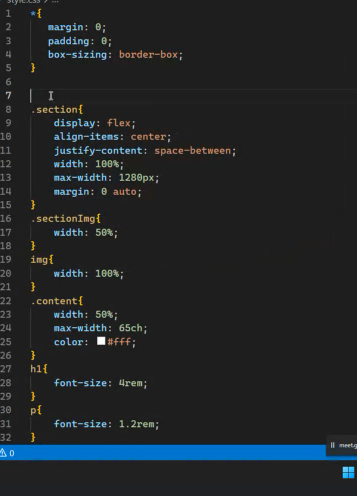 style.css > ...
1 *{
2 margin: 0;
3 padding: 0;
4 box-sizing: border-box;
5 }
6
7
8 .section{
9 display: flex;
10 align-items: center;
11 justify-content: space-between;
12 width: 100%;
13 max-width: 1280px;
14 margin: 0 auto;
15 }
16 .sectionImg{
17 width: 50%;
18 }
19 img{
20 width: 100%;
21 }
22 .content{
23 width: 50%;
24 max-width: 65ch;
25 color: #fff;
26 }
27 h1{
28 font-size: 4rem;
29 }
30 p{
31 font-size: 1.2rem;
32 }
0
meet.g